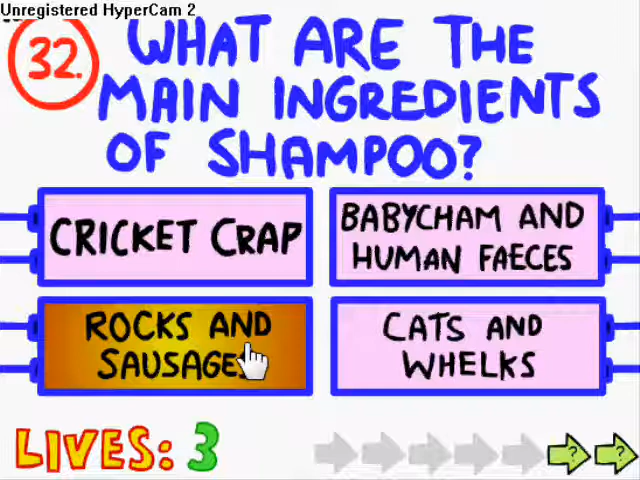 Unregistered HyperCam 2
32.
WHAT ARE THE
MAIN INGREDIENTS
OF SHAMPOO?
CRICKET CRAP
BABYCHAM AND
HUMAN FAECES
ROCKS AND
SAUSAGES
CATS AND
WHELKS
LIVES: 3
? ?